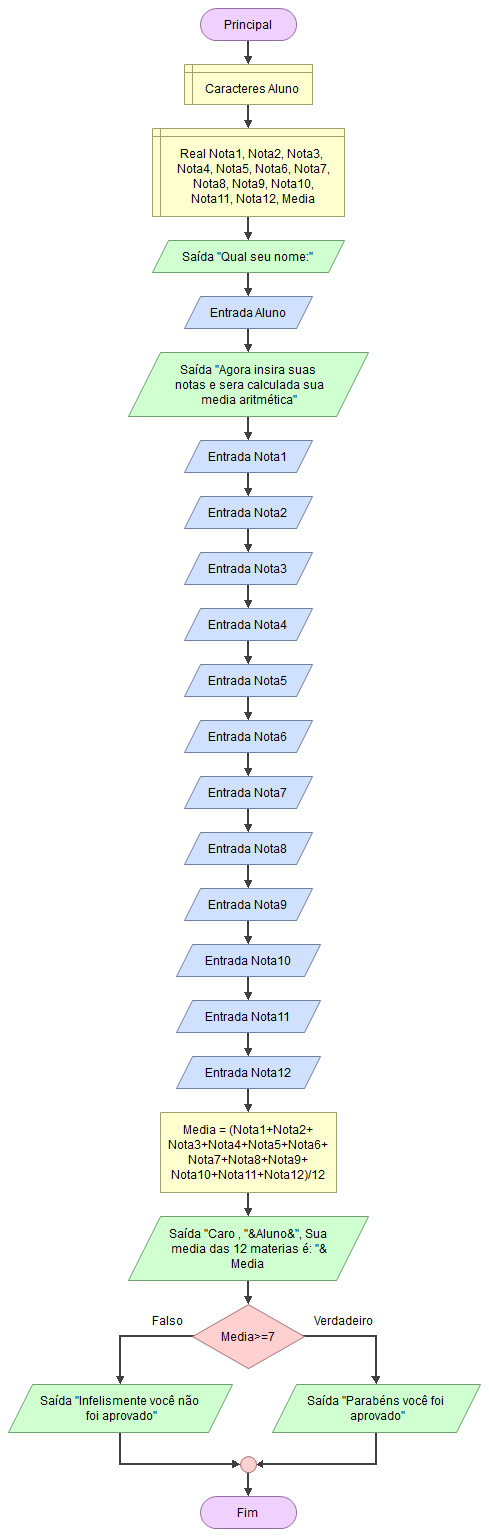 Principal
Caracteres Aluno
Real Nota1, Nota2, Nota3,
Nota4, Nota5, Nota6, Nota7,
Nota8, Nota9, Nota10,
Nota11, Nota12, Media
Saída "Qual seu nome:"
Entrada Aluno
Saída "Agora insira suas
notas e sera calculada sua
media aritmética"
Entrada Nota1
Entrada Nota2
Entrada Nota3
Entrada Nota4
Entrada Nota5
Entrada Nota6
Entrada Nota7
Entrada Nota8
Entrada Nota9
Entrada Nota10
Entrada Nota11
Entrada Nota12
Media = (Nota1+Nota2+
Nota3+Nota4+Nota5+Nota6+
Nota7+Nota8+Nota9+
Nota10+Nota11+Nota12)/12
Saída "Caro , "&Aluno&", Sua
media das 12 materias é: "&
Media
Falso
Verdadeiro
Media>=7
Saída "Infelismente você não
foi aprovado"
Saída "Parabéns você foi
aprovado"
Fim